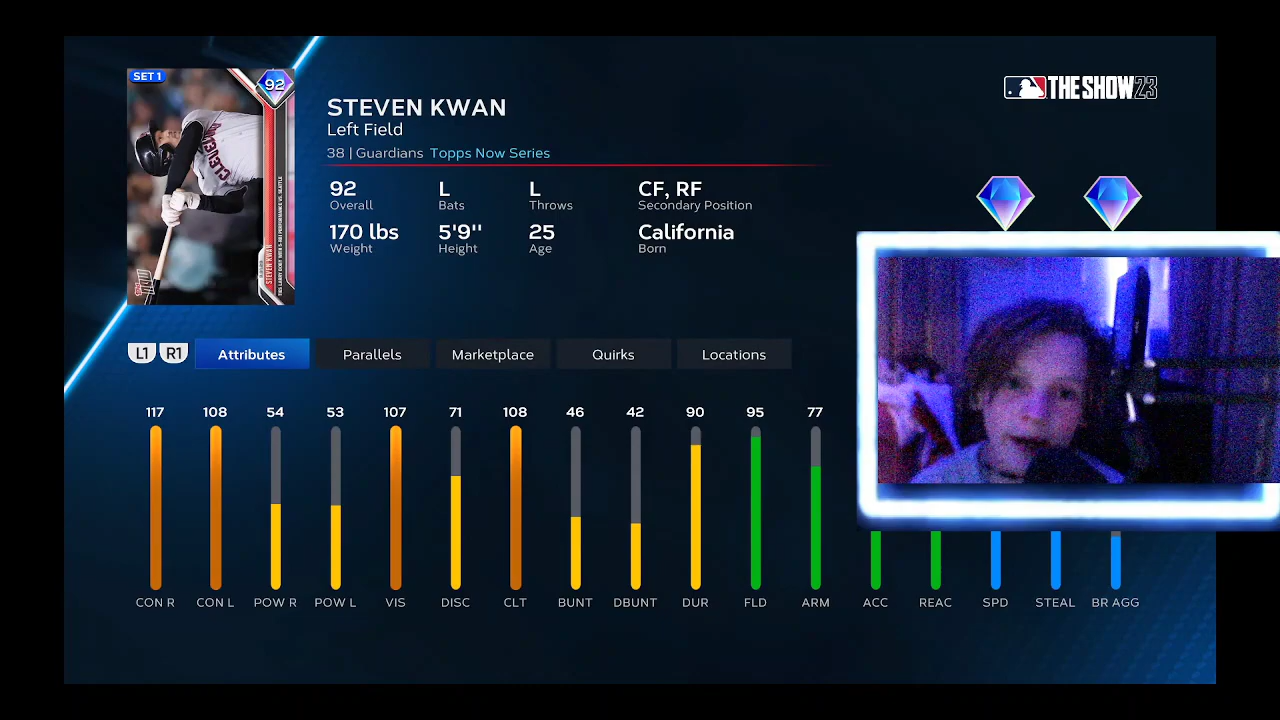 SET 1
92
CLEVELAND
STEVEN KWAN
STEVEN KWAN
Left Field
38 | Guardians Topps Now Series
THE SHOW 23
92 L L CF, RF
Overall Bats Throws Secondary Position
170 lbs 5'9'' 25 California
Weight Height Age Born
L1 R1 Attributes Parallels Marketplace Quirks Locations
117 108 54 53 107 71 108 46 42 90 95 77
CON R CON L POW R POW L VIS DISC CLT BUNT DBUNT DUR FLD ARM ACC REAC SPD STEAL BR AGG